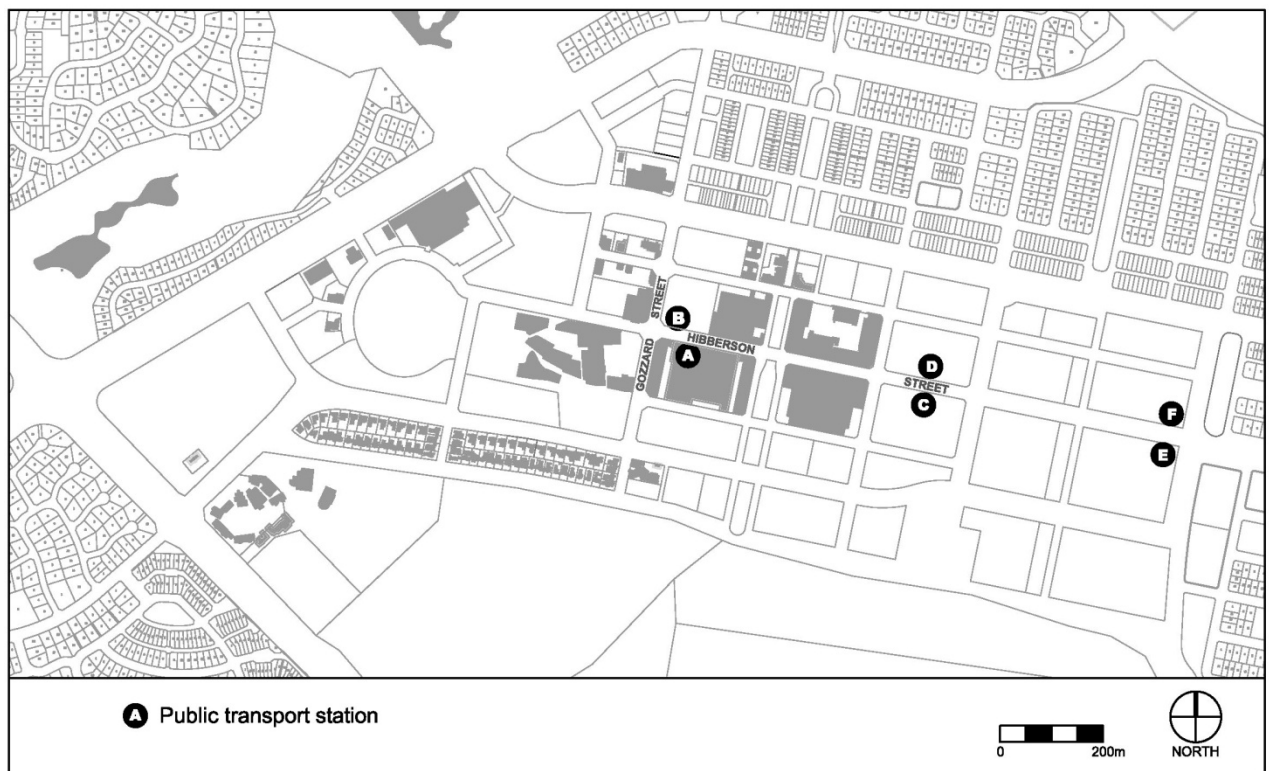 STREET
B
HIBBERSON
A
GOZZARD
D
STREET
C
F
E
A Public transport station
0 200m
NORTH